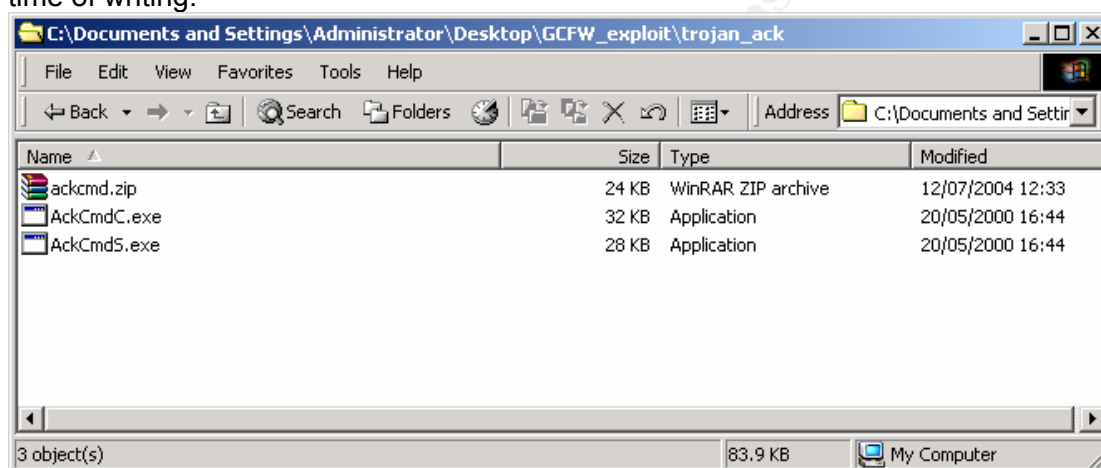 time of writing.
C:\Documents and Settings\Administrator\Desktop\GCFW_exploit\trojan_ack
File Edit View Favorites Tools Help
Back Search Folders Address C:\Documents and Settir
Name Size Type Modified
ackcmd.zip 24 KB WinRAR ZIP archive 12/07/2004 12:33
AckCmdC.exe 32 KB Application 20/05/2000 16:44
AckCmdS.exe 28 KB Application 20/05/2000 16:44
3 object(s) 83.9 KB My Computer